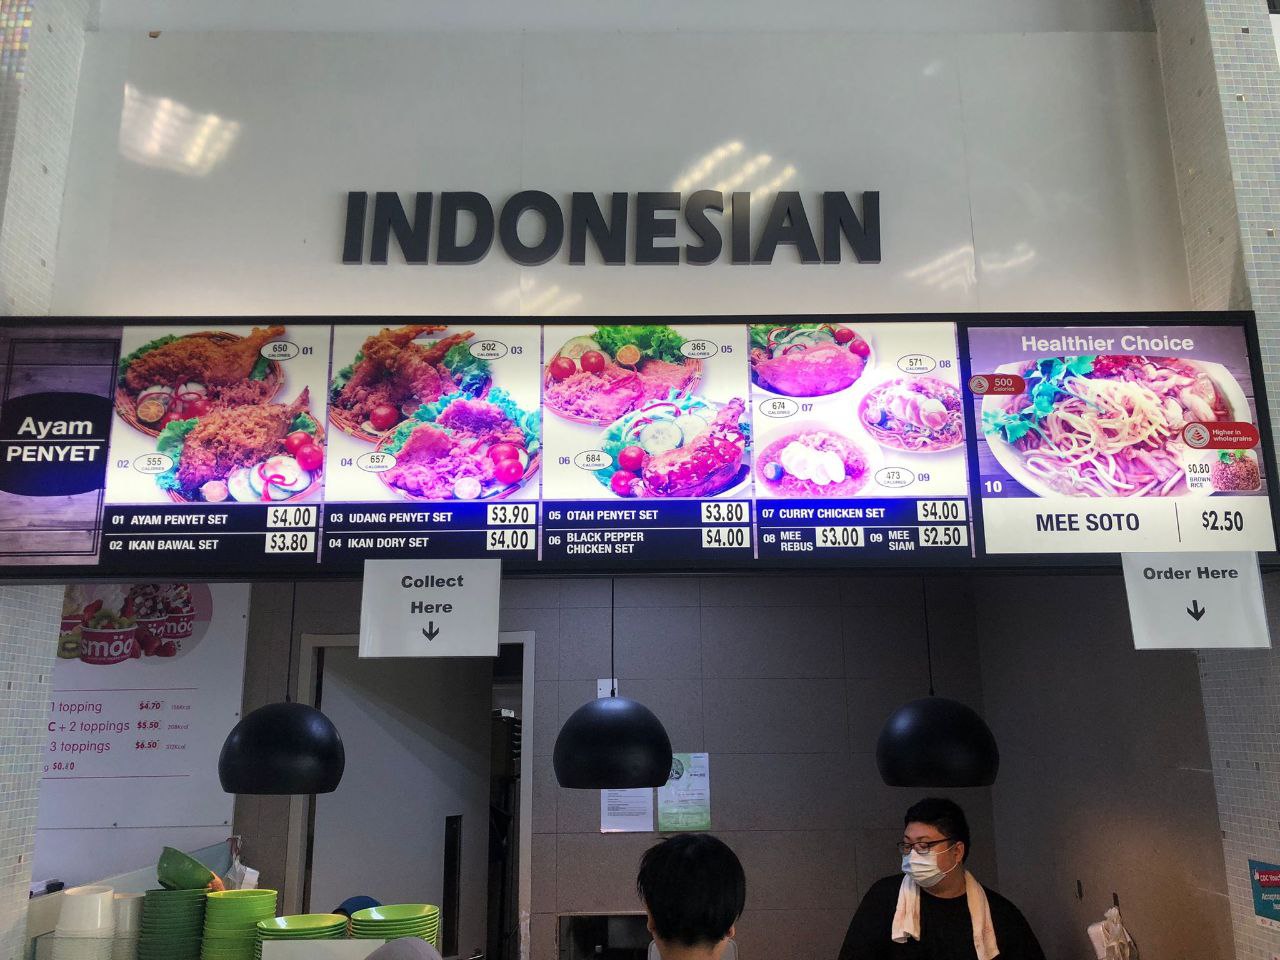 INDONESIAN
Ayam
PENYET
650
CALORIES
01
02
555
CALORIES
01 AYAM PENYET SET $4.00
02 IKAN BAWAL SET $3.80
502
CALORIES
03
04
657
CALORIES
03 UDANG PENYET SET $3.90
04 IKAN DORY SET $4.00
365
CALORIES
05
06
684
CALORIES
05 OTAH PENYET SET $3.80
06 BLACK PEPPER
CHICKEN SET $4.00
571
CALORIES
08
674
CALORIES
07
473
CALORIES
09
07 CURRY CHICKEN SET $4.00
08 MEE
REBUS $3.00
09 MEE
SIAM $2.50
Healthier Choice
500
Calories
Higher in
wholegrains
$0.80
BROWN
RICE
10
MEE SOTO $2.50
Collect
Here
Order Here
smöö
möö
1 topping $4.70
C + 2 toppings $5.50
3 toppings $6.50
g $0.80